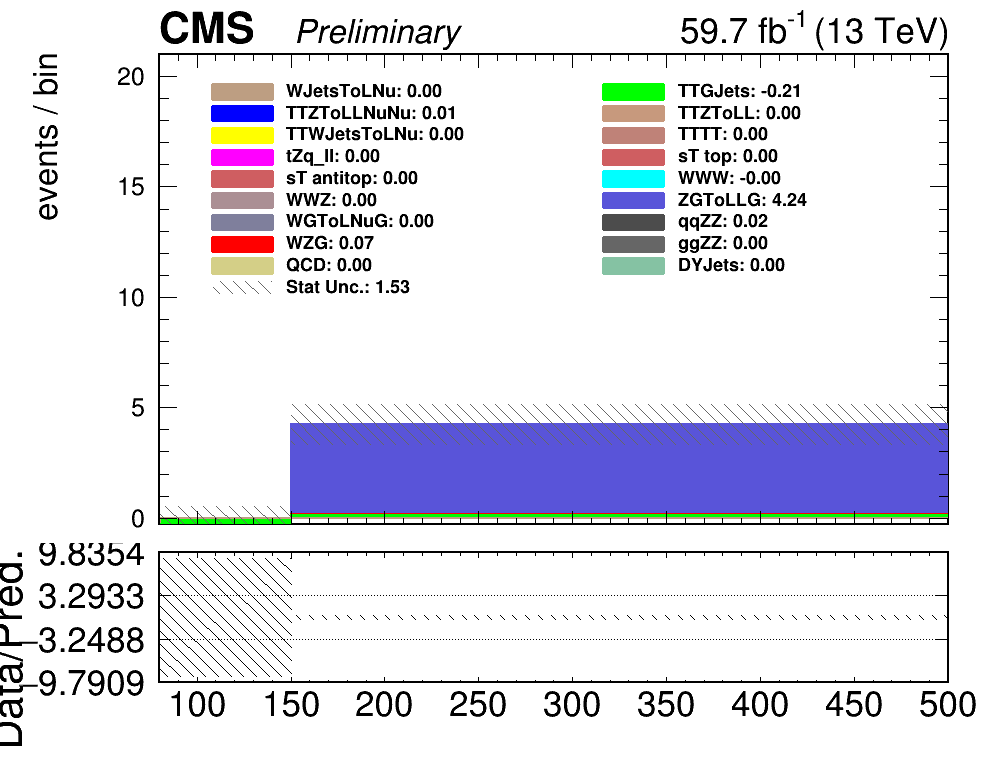 CMS Preliminary 59.7 fb⁻¹ (13 TeV)
events / bin
20
15
10
5
0
WJetsToLNu: 0.00
TTZToLLNuNu: 0.01
TTWJetsToLNu: 0.00
tZq_ll: 0.00
sT antitop: 0.00
WWZ: 0.00
WGToLNuG: 0.00
WZG: 0.07
QCD: 0.00
Stat Unc.: 1.53
TTGJets: -0.21
TTZToLL: 0.00
TTTT: 0.00
sT top: 0.00
WWW: -0.00
ZGToLLG: 4.24
qqZZ: 0.02
ggZZ: 0.00
DYJets: 0.00
Data/Pred.
9.8354
3.2933
−3.2488
−9.7909
100 150 200 250 300 350 400 450 500